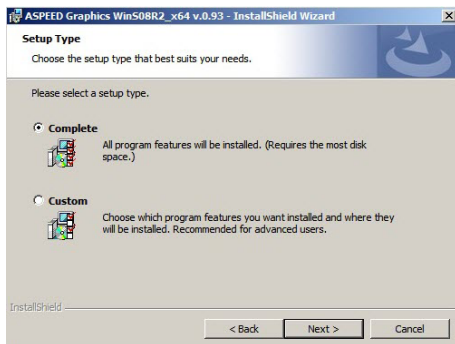 ASPEED Graphics WinS08R2_x64 v.0.93 - InstallShield Wizard
Setup Type
Choose the setup type that best suits your needs.
Please select a setup type.
Complete
All program features will be installed. (Requires the most disk
space.)
Custom
Choose which program features you want installed and where they
will be installed. Recommended for advanced users.
InstallShield
< Back
Next >
Cancel